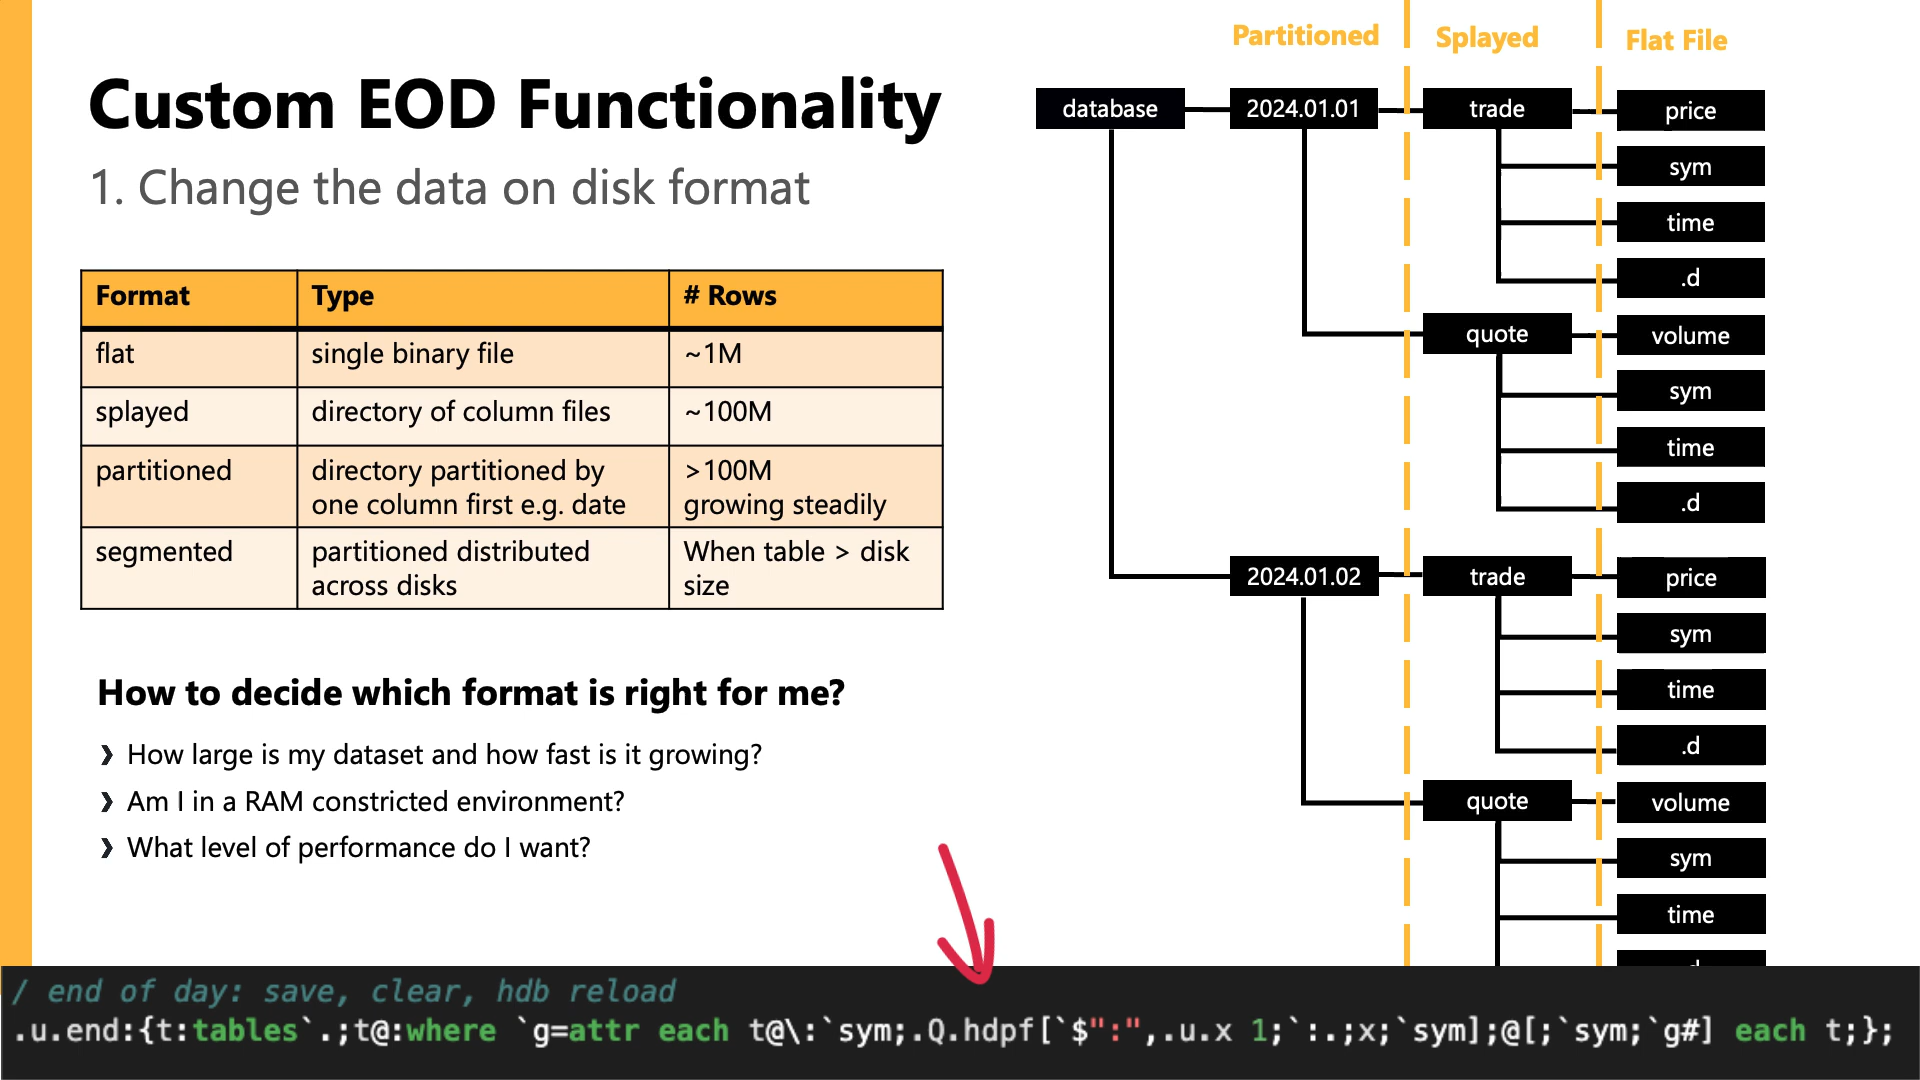 Custom EOD Functionality
1. Change the data on disk format
Format Type # Rows
flat single binary file ~1M
splayed directory of column files ~100M
partitioned directory partitioned by one column first e.g. date >100M growing steadily
segmented partitioned distributed across disks When table > disk size
How to decide which format is right for me?
❯ How large is my dataset and how fast is it growing?
❯ Am I in a RAM constricted environment?
❯ What level of performance do I want?
Partitioned Splayed Flat File
database 2024.01.01 trade price
sym
time
.d
quote volume
sym
time
.d
2024.01.02 trade price
sym
time
.d
quote volume
sym
time
/ end of day: save, clear, hdb reload
.u.end:{t:tables`.;t@:where `g=attr each t@\:`sym;.Q.hdpf[`$":",.u.x 1;`:.;x;`sym];@[;`sym;`g#] each t;};